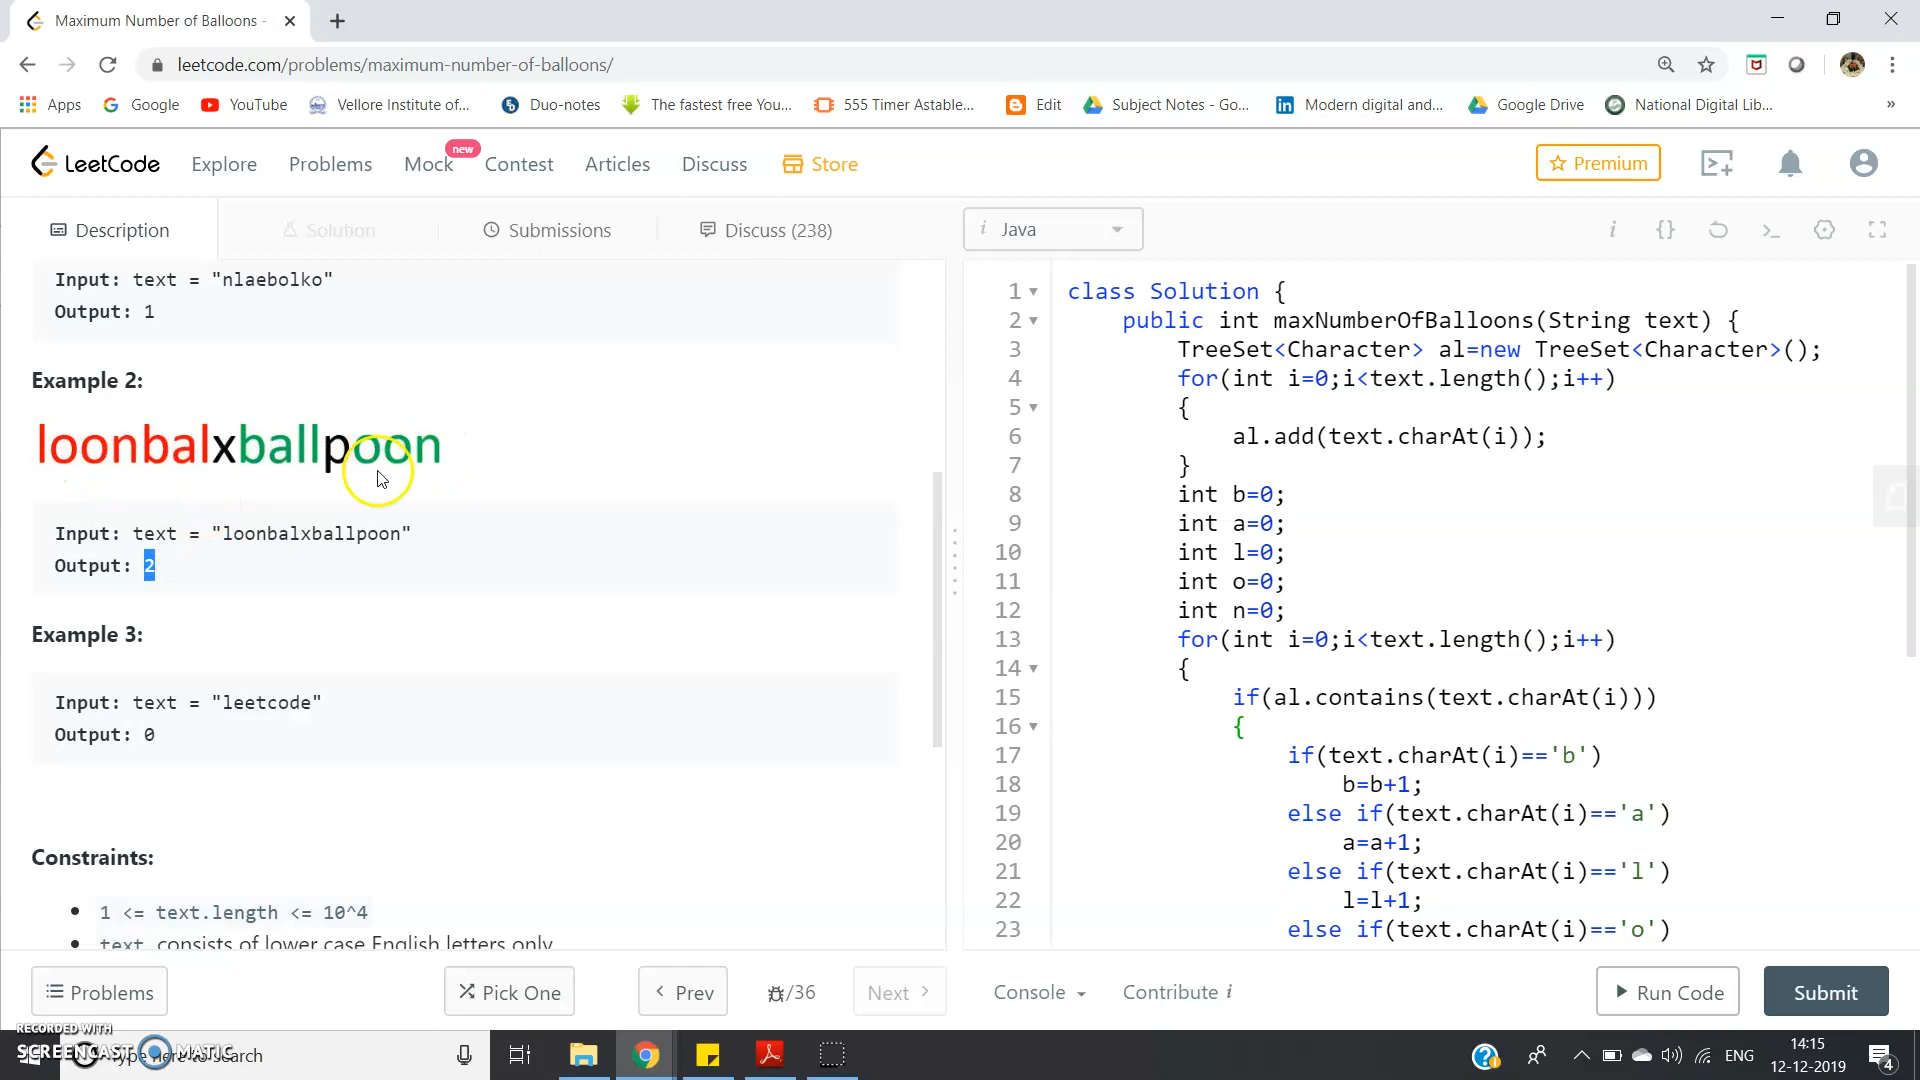 Maximum Number of Balloons -
leetcode.com/problems/maximum-number-of-balloons/
Apps Google YouTube Vellore Institute of... Duo-notes The fastest free You... 555 Timer Astable... Edit Subject Notes - Go... Modern digital and... Google Drive National Digital Lib... »
LeetCode Explore Problems Mock new Contest Articles Discuss Store Premium
Description Solution Submissions Discuss (238)
Input: text = "nlaebolko"
Output: 1
Example 2:
loonbalxballpoon
Input: text = "loonbalxballpoon"
Output: 2
Example 3:
Input: text = "leetcode"
Output: 0
Constraints:
1 <= text.length <= 10^4
text consists of lower case English letters only
i Java
1 class Solution {
2 public int maxNumberOfBalloons(String text) {
3 TreeSet<Character> al=new TreeSet<Character>();
4 for(int i=0;i<text.length();i++)
5 {
6 al.add(text.charAt(i));
7 }
8 int b=0;
9 int a=0;
10 int l=0;
11 int o=0;
12 int n=0;
13 for(int i=0;i<text.length();i++)
14 {
15 if(al.contains(text.charAt(i)))
16 {
17 if(text.charAt(i)=='b')
18 b=b+1;
19 else if(text.charAt(i)=='a')
20 a=a+1;
21 else if(text.charAt(i)=='l')
22 l=l+1;
23 else if(text.charAt(i)=='o')
Problems Pick One Prev /36 Next Console Contribute i Run Code Submit
RECORDED WITH
SCREENCAST MATIC
Type here to search
ENG
14:15
12-12-2019
4